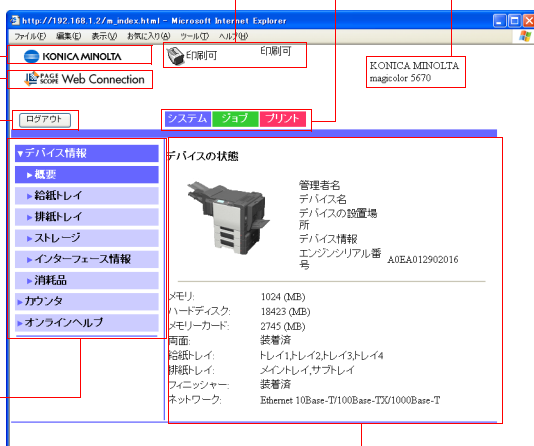 http://192.168.1.2/m_index.html - Microsoft Internet Explorer
ファイル(F) 編集(E) 表示(V) お気に入り(A) ツール(T) ヘルプ(H)
KONICA MINOLTA
印刷可
印刷可
KONICA MINOLTA
magicolor 5670
PAGE SCOPE Web Connection
ログアウト
システム ジョブ プリント
▼デバイス情報
▶概要
▶給紙トレイ
▶排紙トレイ
▶ストレージ
▶インターフェース情報
▶消耗品
▶カウンタ
▶オンラインヘルプ
デバイスの状態
管理者名
デバイス名
デバイスの設置場
所
デバイス情報
エンジンシリアル番
号 A0EA012902016
メモリ: 1024 (MB)
ハードディスク: 18423 (MB)
メモリーカード: 2745 (MB)
両面: 装着済
給紙トレイ: トレイ1,トレイ2,トレイ3,トレイ4
排紙トレイ: メイントレイ,サブトレイ
フィニッシャー: 装着済
ネットワーク: Ethernet 10Base-T/100Base-TX/1000Base-T